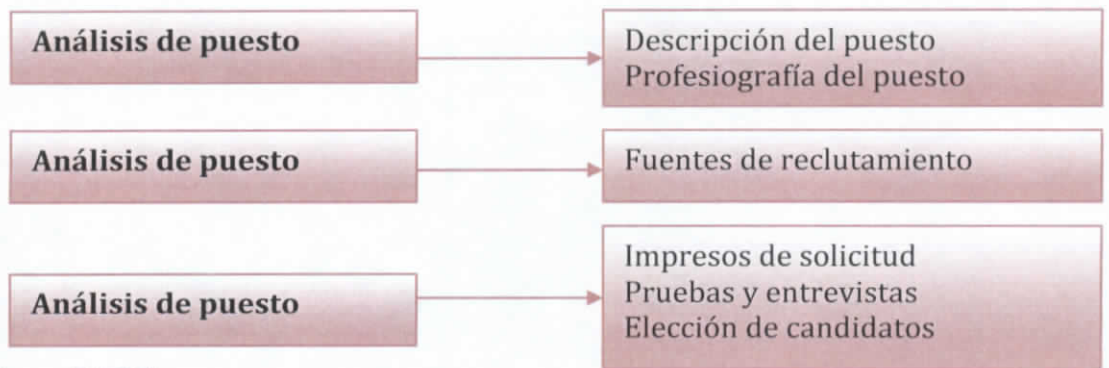 Análisis de puesto
Descripción del puesto
Profesiografía del puesto
Análisis de puesto
Fuentes de reclutamiento
Análisis de puesto
Impresos de solicitud
Pruebas y entrevistas
Elección de candidatos